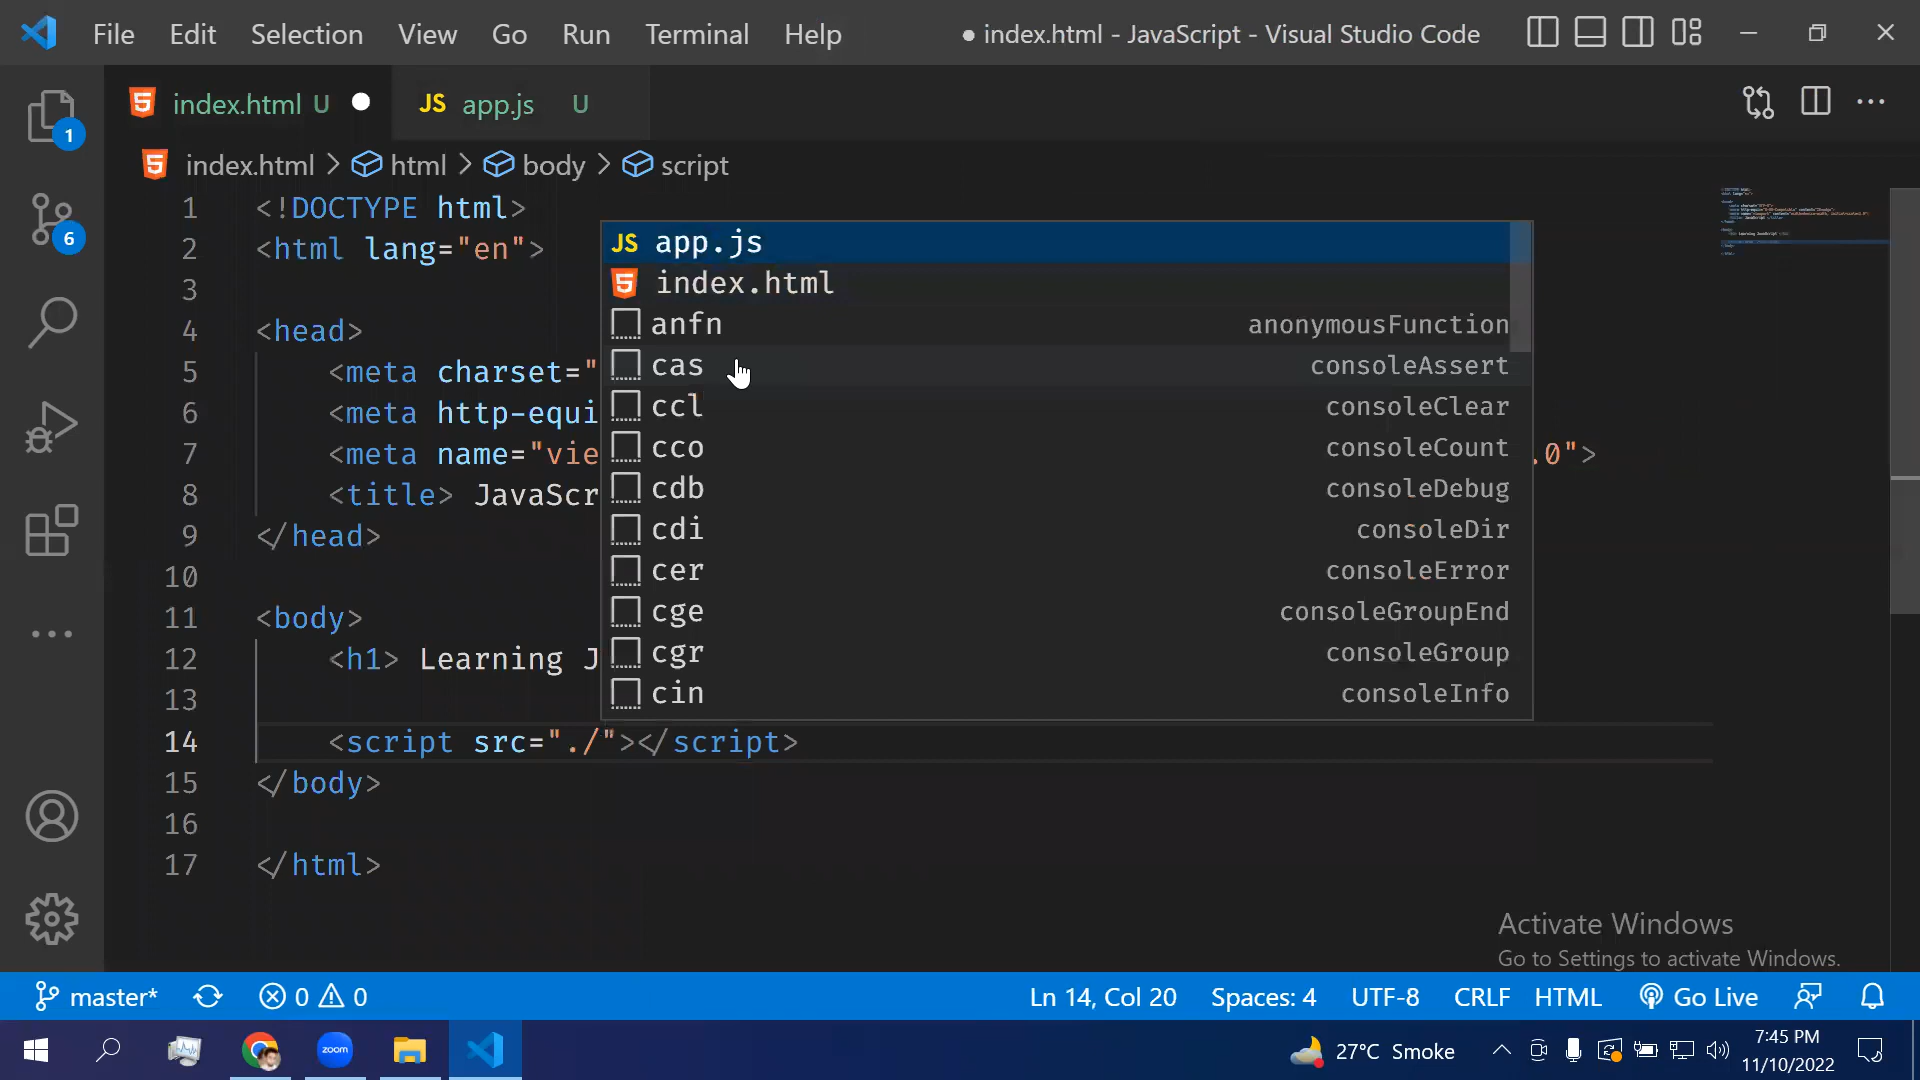 File Edit Selection View Go Run Terminal Help ● index.html - JavaScript - Visual Studio Code
index.html U ● JS app.js U
index.html > html > body > script
1 <!DOCTYPE html>
2 <html lang="en">
3
4 <head>
5 <meta charset="
6 <meta http-equi
7 <meta name="vie .0">
8 <title> JavaScr
9 </head>
10
11 <body>
12 <h1> Learning J
13
14 <script src="./"></script>
15 </body>
16
17 </html>
JS app.js
index.html
anfn anonymousFunction
cas consoleAssert
ccl consoleClear
cco consoleCount
cdb consoleDebug
cdi consoleDir
cer consoleError
cge consoleGroupEnd
cgr consoleGroup
cin consoleInfo
1
6
Activate Windows
Go to Settings to activate Windows.
master* 0 0 Ln 14, Col 20 Spaces: 4 UTF-8 CRLF HTML Go Live
zoom 27°C Smoke 7:45 PM
11/10/2022